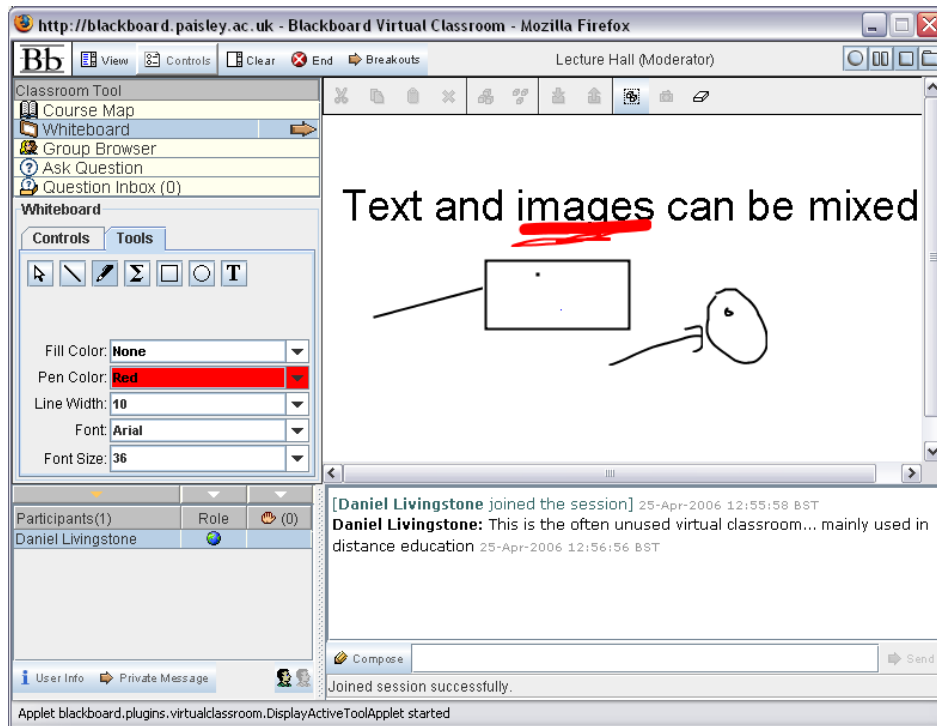 http://blackboard.paisley.ac.uk - Blackboard Virtual Classroom - Mozilla Firefox
Bb View Controls Clear End Breakouts Lecture Hall (Moderator)
Classroom Tool
Course Map
Whiteboard
Group Browser
? Ask Question
Question Inbox (0)
Whiteboard
Controls Tools
Σ T
Fill Color: None
Pen Color: Red
Line Width: 10
Font: Arial
Font Size: 36
Text and images can be mixed
Participants(1) Role (0)
Daniel Livingstone
User Info Private Message
[Daniel Livingstone joined the session] 25-Apr-2006 12:55:58 BST
Daniel Livingstone: This is the often unused virtual classroom... mainly used in
distance education 25-Apr-2006 12:56:56 BST
Compose Send
Joined session successfully.
Applet blackboard.plugins.virtualclassroom.DisplayActiveToolApplet started